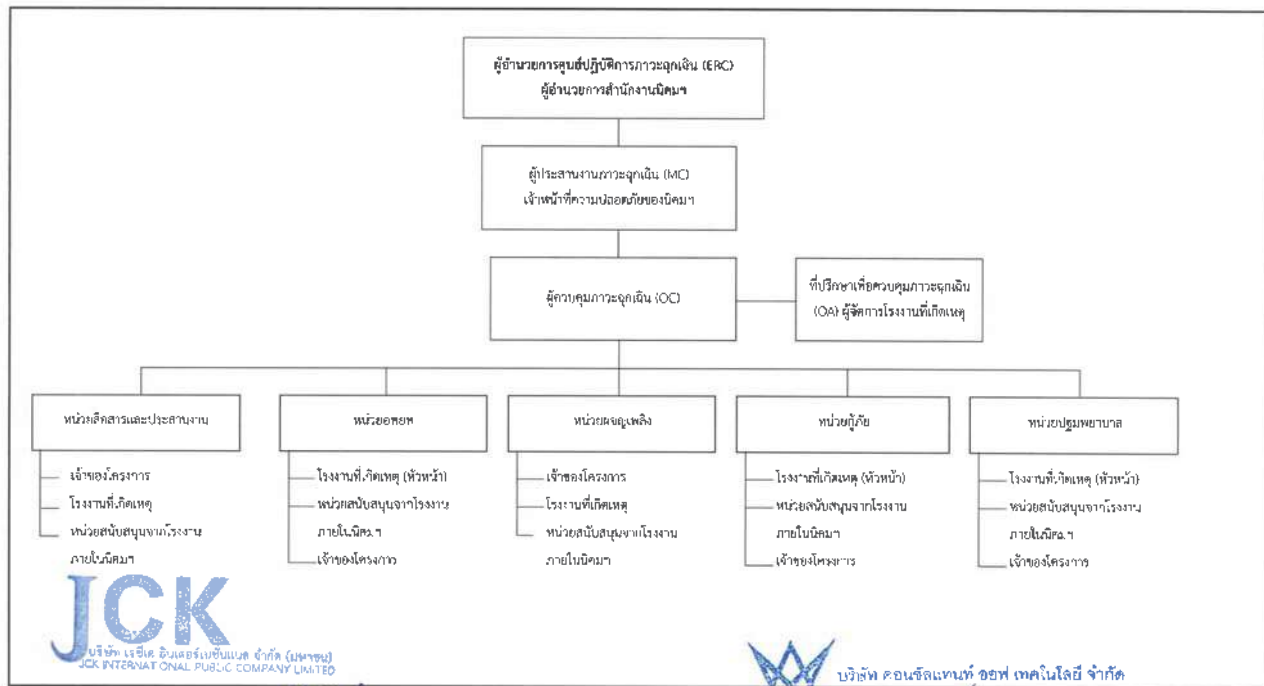 ผู้อำนวยการศูนย์ปฏิบัติการภาวะฉุกเฉิน (ERC)
ผู้อำนวยการสำนักงานนิคมฯ
ผู้ประสานงานภาวะฉุกเฉิน (MC)
เจ้าหน้าที่ความปลอดภัยของนิคมฯ
ผู้ควบคุมภาวะฉุกเฉิน (OC)
ที่ปรึกษาเพื่อควบคุมภาวะฉุกเฉิน
(OA) ผู้จัดการโรงงานที่เกิดเหตุ
หน่วยสื่อสารและประสานงาน
เจ้าของโครงการ
โรงงานที่เกิดเหตุ
หน่วยสนับสนุนจากโรงงาน
ภายในนิคมฯ
หน่วยอพยพ
โรงงานที่เกิดเหตุ (หัวหน้า)
หน่วยสนับสนุนจากโรงงาน
ภายในนิคมฯ
เจ้าของโครงการ
หน่วยผจญเพลิง
เจ้าของโครงการ
โรงงานที่เกิดเหตุ
หน่วยสนับสนุนจากโรงงาน
ภายในนิคมฯ
หน่วยกู้ภัย
โรงงานที่เกิดเหตุ (หัวหน้า)
หน่วยสนับสนุนจากโรงงาน
ภายในนิคมฯ
เจ้าของโครงการ
หน่วยปฐมพยาบาล
โรงงานที่เกิดเหตุ (หัวหน้า)
หน่วยสนับสนุนจากโรงงาน
ภายในนิคมฯ
เจ้าของโครงการ
JCK
บริษัท เจซีเค อินเตอร์เนชั่นแนล จำกัด (มหาชน)
JCK INTERNATIONAL PUBLIC COMPANY LIMITED
บริษัท คอนซัลแทนท์ ออฟ เทคโนโลยี จำกัด